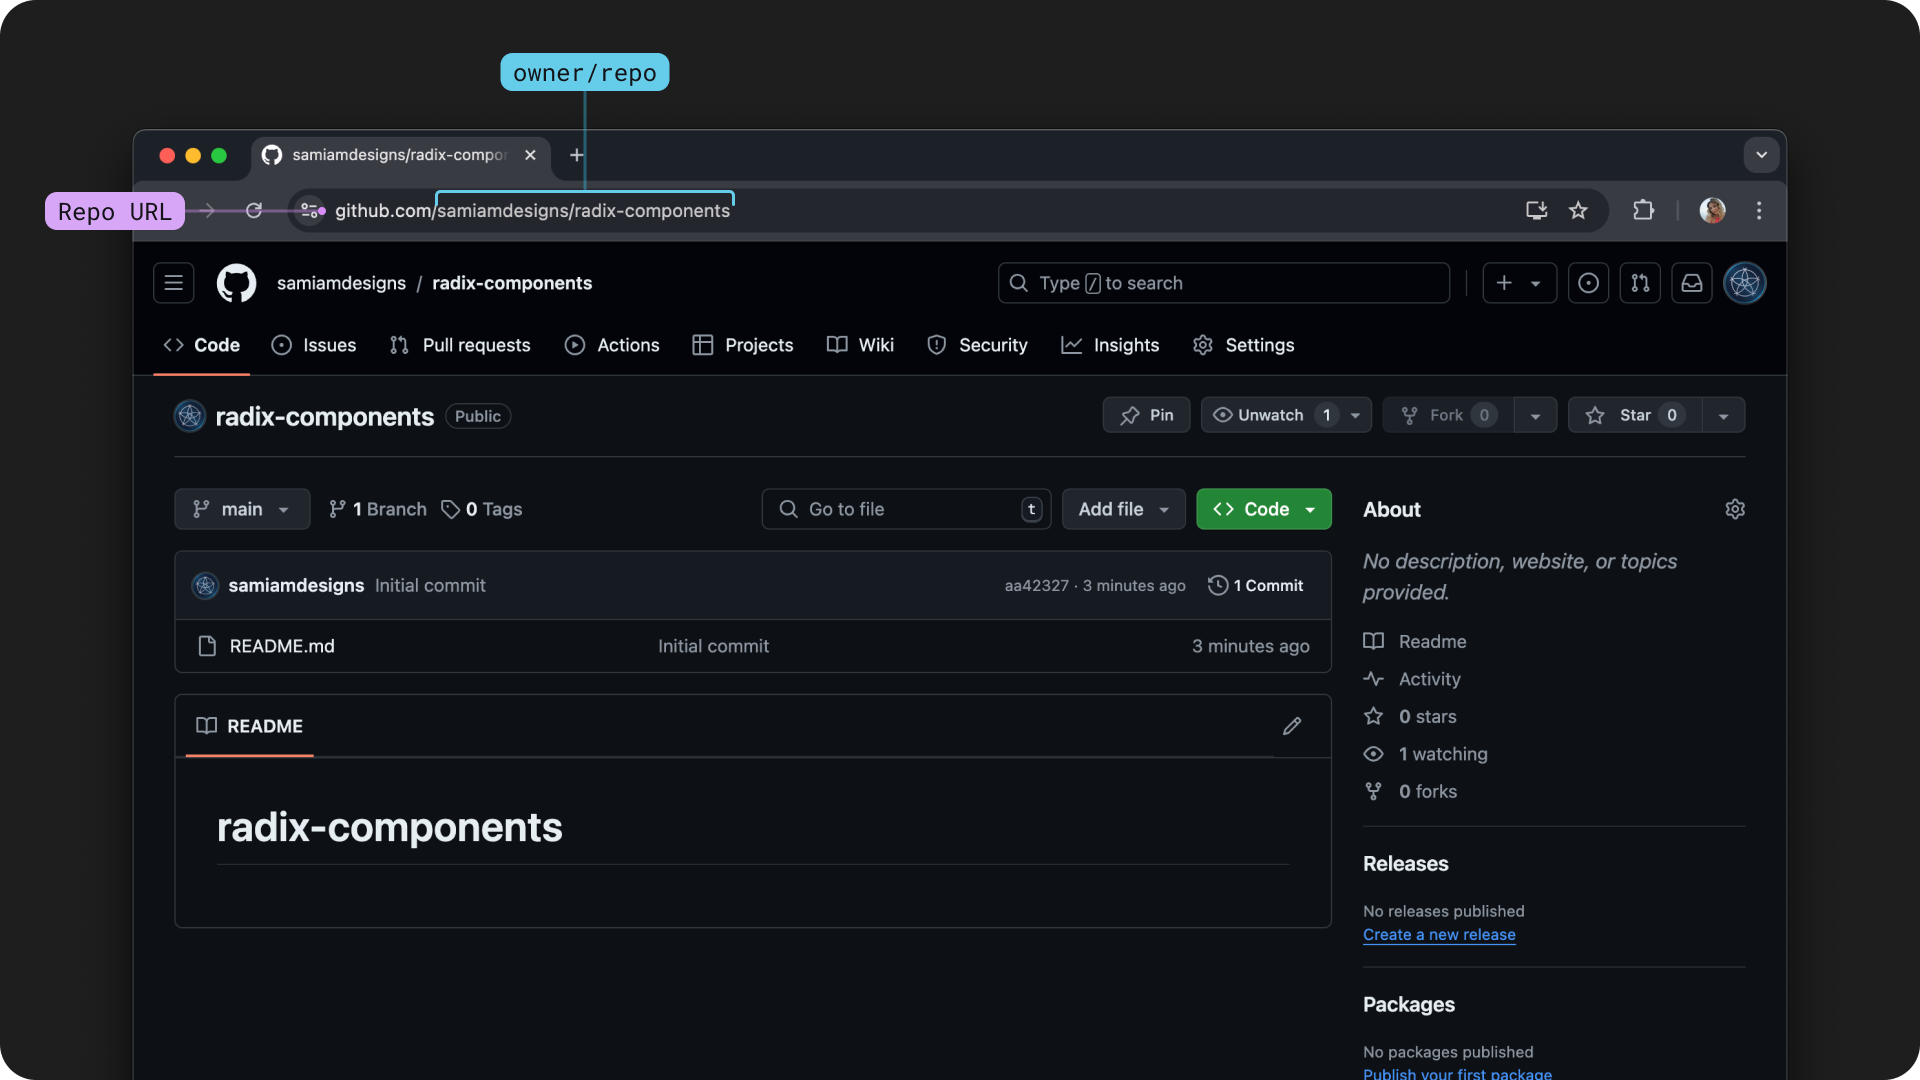 owner/repo
samiamdesigns/radix-compo
Repo URL
github.com/samiamdesigns/radix-components
samiamdesigns / radix-components
Type / to search
Code Issues Pull requests Actions Projects Wiki Security Insights Settings
radix-components Public
Pin Unwatch 1 Fork 0 Star 0
main 1 Branch 0 Tags Go to file t Add file Code
samiamdesigns Initial commit aa42327 · 3 minutes ago 1 Commit
README.md Initial commit 3 minutes ago
README
radix-components
About
No description, website, or topics
provided.
Readme
Activity
0 stars
1 watching
0 forks
Releases
No releases published
Create a new release
Packages
No packages published
Publish your first package